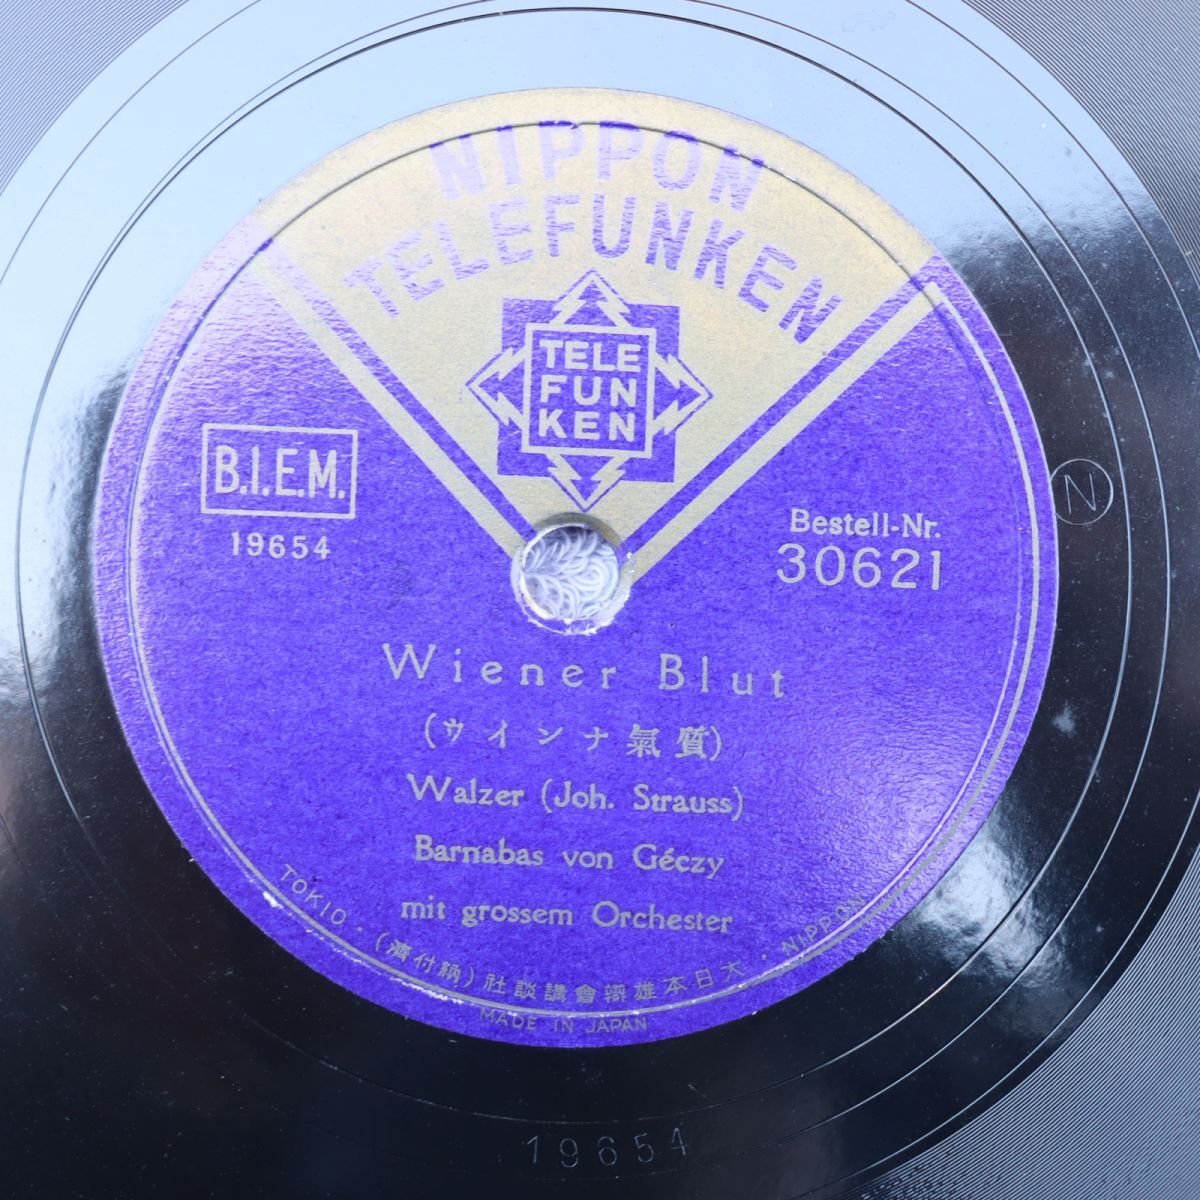 NIPPON
TELEFUNKEN
TELE
FUN
KEN
B.I.E.M.
19654
Bestell-Nr.
30621
N
Wiener Blut
(ウインナ氣質)
Walzer (Joh. Strauss)
Barnabas von Géczy
mit grossem Orchester
TOKIO・(濟付納)社談講會辯雄本日大・NIPPON
MADE IN JAPAN
19654